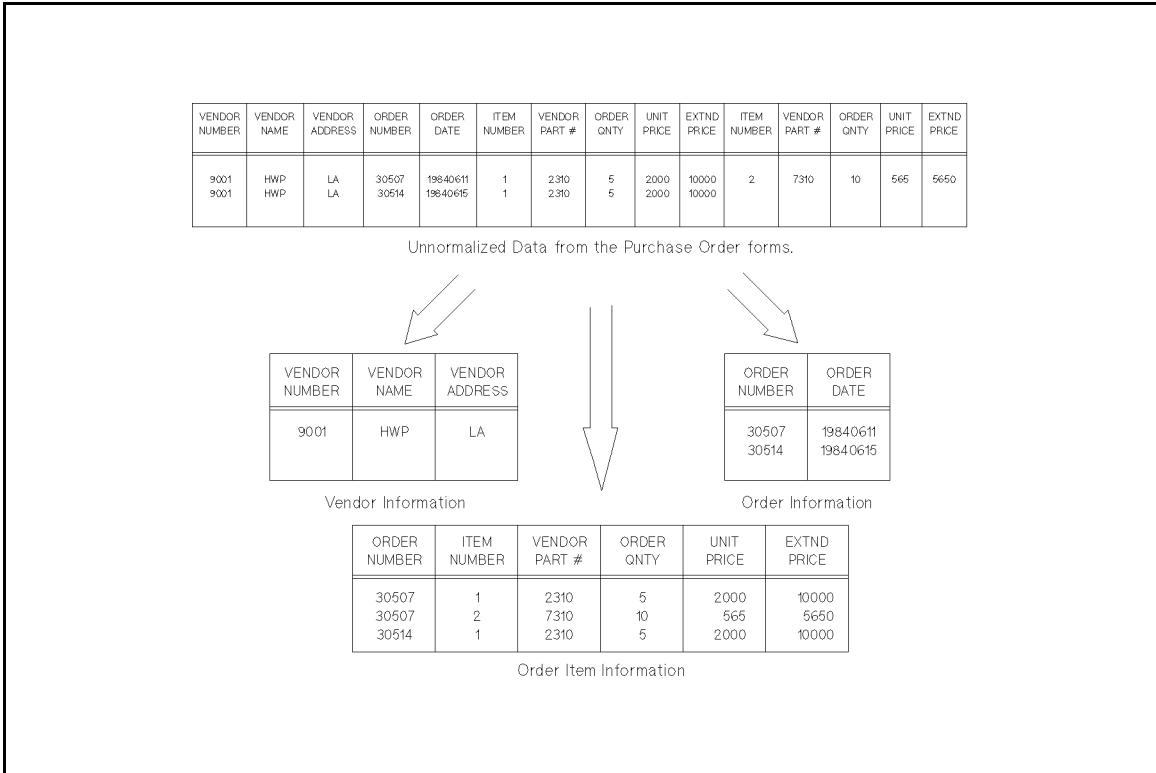 VENDOR NUMBER VENDOR NAME VENDOR ADDRESS ORDER NUMBER ORDER DATE ITEM NUMBER VENDOR PART # ORDER QNTY UNIT PRICE EXTND PRICE ITEM NUMBER VENDOR PART # ORDER QNTY UNIT PRICE EXTND PRICE
9001 HWP LA 30507 19840611 1 2310 5 2000 10000 2 7310 10 565 5650
9001 HWP LA 30514 19840615 1 2310 5 2000 10000
Unnormalized Data from the Purchase Order forms.
VENDOR NUMBER VENDOR NAME VENDOR ADDRESS
9001 HWP LA
Vendor Information
ORDER NUMBER ORDER DATE
30507 19840611
30514 19840615
Order Information
ORDER NUMBER ITEM NUMBER VENDOR PART # ORDER QNTY UNIT PRICE EXTND PRICE
30507 1 2310 5 2000 10000
30507 2 7310 10 565 5650
30514 1 2310 5 2000 10000
Order Item Information